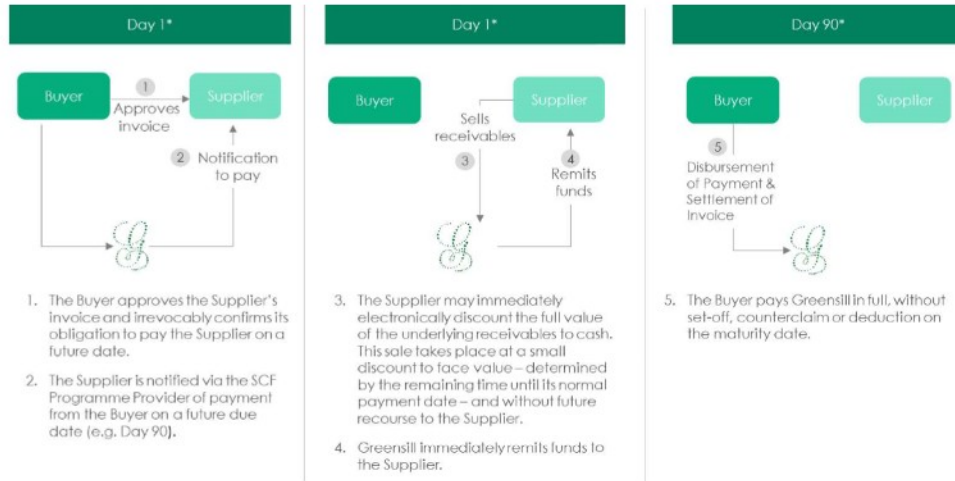 Day 1*
Buyer
1
Supplier
Approves
invoice
2
Notification
to pay
G
1. The Buyer approves the Supplier's
invoice and irrevocably confirms its
obligation to pay the Supplier on a
future date.
2. The Supplier is notified via the SCF
Programme Provider of payment
from the Buyer on a future due
date (e.g. Day 90).
Day 1*
Buyer
Supplier
Sells
receivables
3
4
Remits
funds
G
3. The Supplier may immediately
electronically discount the full value
of the underlying receivables to cash.
This sale takes place at a small
discount to face value – determined
by the remaining time until its normal
payment date – and without future
recourse to the Supplier.
4. Greensill immediately remits funds to
the Supplier.
Day 90*
Buyer
Supplier
5
Disbursement
of Payment &
Settlement of
Invoice
G
5. The Buyer pays Greensill in full, without
set-off, counterclaim or deduction on
the maturity date.